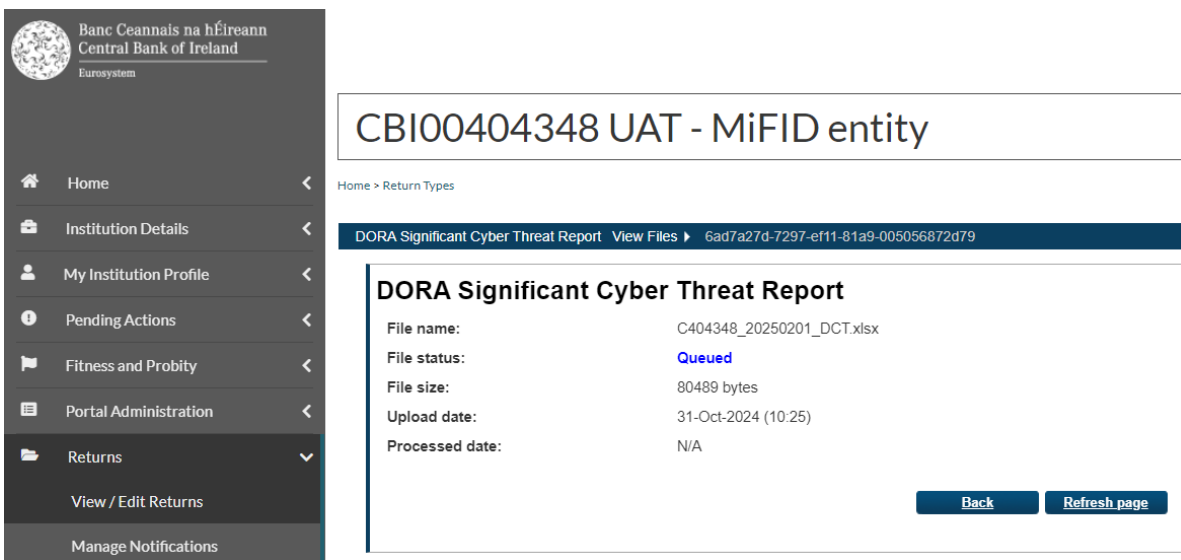 Banc Ceannais na hÉireann
Central Bank of Ireland
Eurosystem
CBI00404348 UAT - MiFID entity
Home
Institution Details
My Institution Profile
Pending Actions
Fitness and Probity
Portal Administration
Returns
View / Edit Returns
Manage Notifications
Home > Return Types
DORA Significant Cyber Threat Report View Files 6ad7a27d-7297-ef11-81a9-005056872d79
DORA Significant Cyber Threat Report
File name: C404348_20250201_DCT.xlsx
File status: Queued
File size: 80489 bytes
Upload date: 31-Oct-2024 (10:25)
Processed date: N/A
Back Refresh page